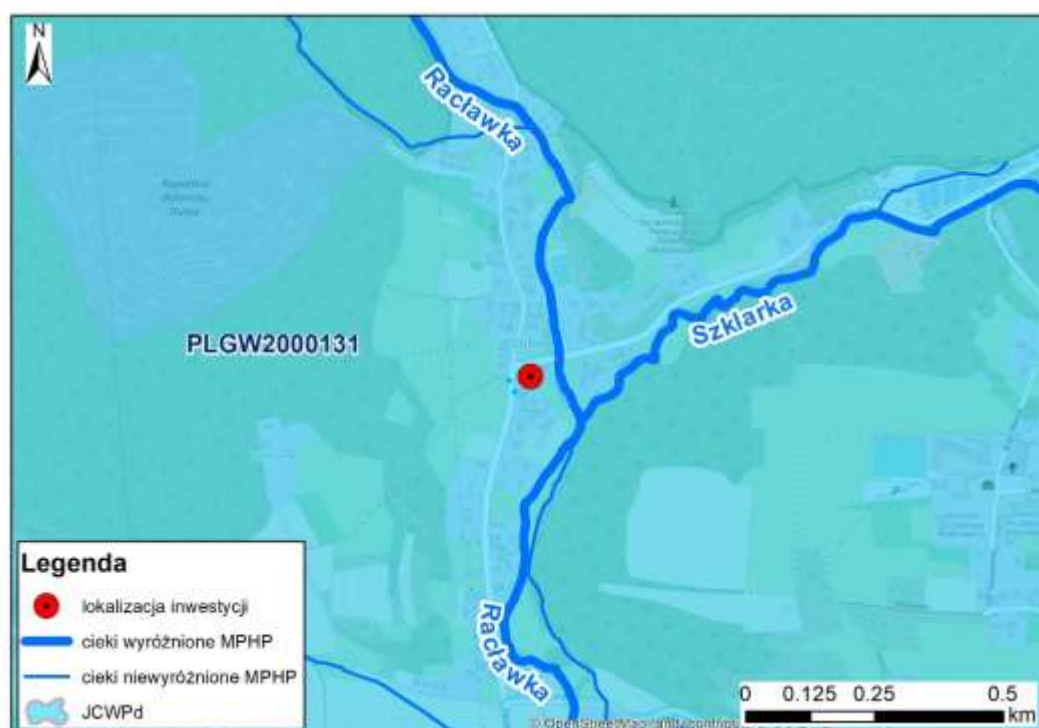 N
Racławka
Szklarka
PLGW2000131
Racławka
Legenda
lokalizacja inwestycji
cieki wyróżnione MPHP
cieki niewyróżnione MPHP
JCWPd
0 0.125 0.25 0.5
km
© OpenStreetMap